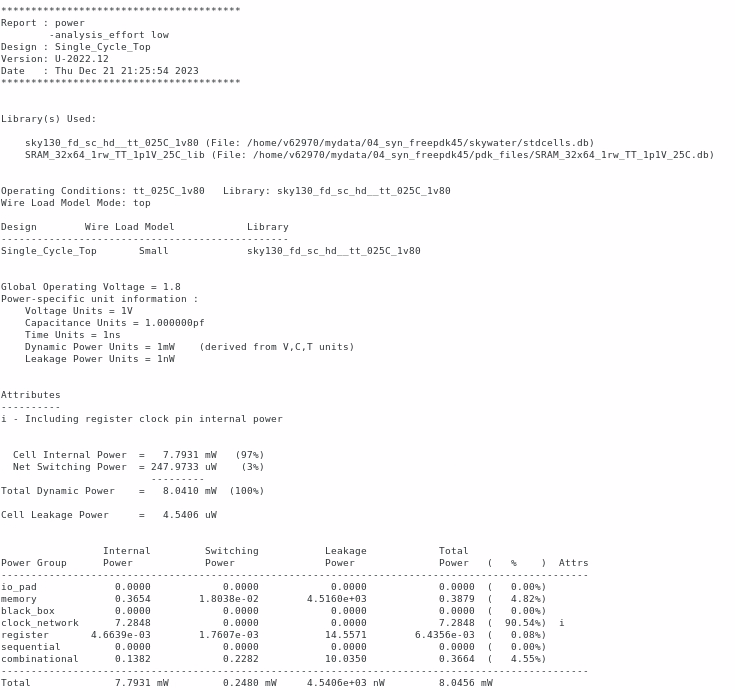 ****************************************
Report : power
        -analysis_effort low
Design : Single_Cycle_Top
Version: U-2022.12
Date   : Thu Dec 21 21:25:54 2023
****************************************
Library(s) Used:
    sky130_fd_sc_hd__tt_025C_1v80 (File: /home/v62970/mydata/04_syn_freepdk45/skywater/stdcells.db)
    SRAM_32x64_1rw_TT_1p1V_25C_lib (File: /home/v62970/mydata/04_syn_freepdk45/pdk_files/SRAM_32x64_1rw_TT_1p1V_25C.db)
Operating Conditions: tt_025C_1v80   Library: sky130_fd_sc_hd__tt_025C_1v80
Wire Load Model Mode: top
Design        Wire Load Model            Library
------------------------------------------------
Single_Cycle_Top       Small             sky130_fd_sc_hd__tt_025C_1v80
Global Operating Voltage = 1.8
Power-specific unit information :
    Voltage Units = 1V
    Capacitance Units = 1.000000pf
    Time Units = 1ns
    Dynamic Power Units = 1mW    (derived from V,C,T units)
    Leakage Power Units = 1nW
Attributes
----------
i - Including register clock pin internal power
  Cell Internal Power  =   7.7931 mW   (97%)
  Net Switching Power  = 247.9733 uW    (3%)
                         ---------
Total Dynamic Power    =   8.0410 mW  (100%)
Cell Leakage Power     =   4.5406 uW
                 Internal         Switching           Leakage            Total
Power Group      Power            Power               Power              Power   (   %    )  Attrs
--------------------------------------------------------------------------------------------------
io_pad             0.0000            0.0000            0.0000            0.0000  (   0.00%)
memory             0.3654        1.8038e-02        4.5160e+03            0.3879  (   4.82%)
black_box          0.0000            0.0000            0.0000            0.0000  (   0.00%)
clock_network      7.2848            0.0000            0.0000            7.2848  (  90.54%)  i
register       4.6639e-03        1.7607e-03           14.5571        6.4356e-03  (   0.08%)
sequential         0.0000            0.0000            0.0000            0.0000  (   0.00%)
combinational      0.1382            0.2282           10.0350            0.3664  (   4.55%)
--------------------------------------------------------------------------------------------------
Total              7.7931 mW         0.2480 mW     4.5406e+03 nW         8.0456 mW